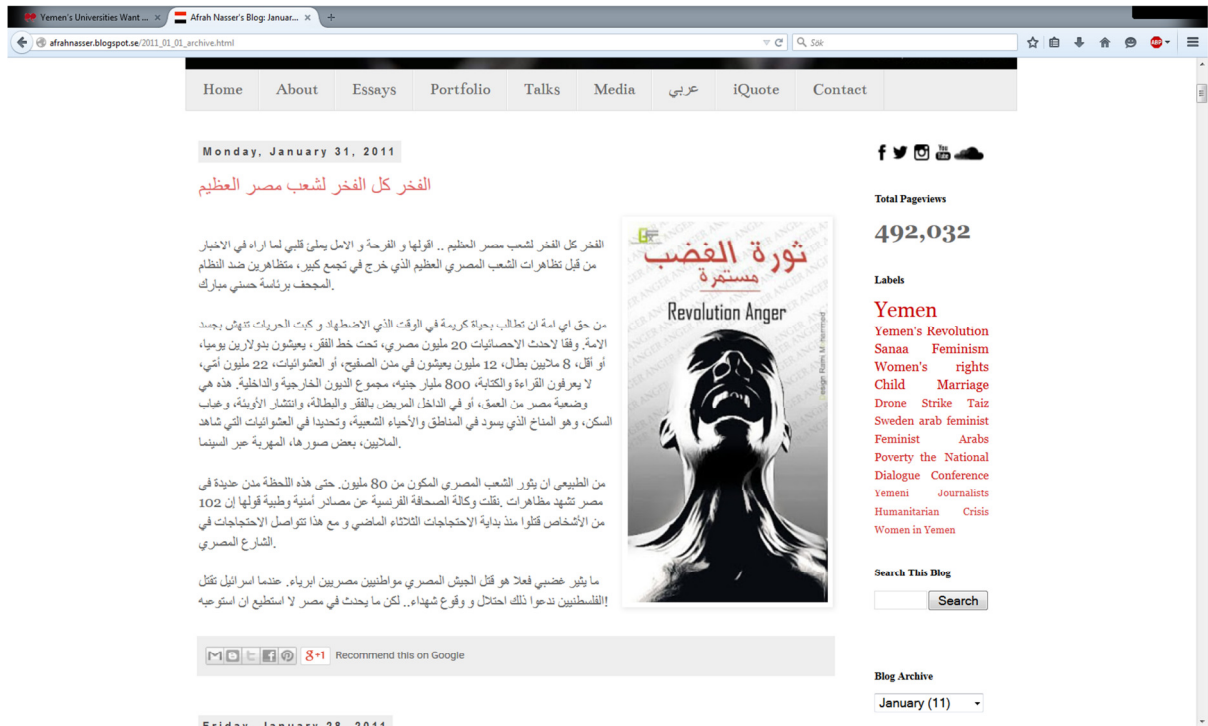 Yemen's Universities Want ...
Afrah Nasser's Blog: Januar...
afrahnasser.blogspot.se/2011_01_01_archive.html
Sök
ABP
Home About Essays Portfolio Talks Media عربي iQuote Contact
Monday, January 31, 2011
الفخر كل الفخر لشعب مصر العظيم
الفخر كل الفخر لشعب مصر العظيم .. اقولها و الفرحة و الامل يملئ قلبي لما اراه في الاخبار
من قبل تظاهرات الشعب المصري العظيم الذي خرج في تجمع كبير، متظاهرين ضد النظام
.المجحف برئاسة حسني مبارك
من حق اي امة ان تطالب بحياة كريمة في الوقت الذي الاضطهاد و كبت الحريات تنهش بجسد
الامة. وفقا لاحدث الاحصائيات 20 مليون مصري، تحت خط الفقر، يعيشون بدولارين يوميا،
أو أقل، 8 ملايين بطال، 12 مليون يعيشون في مدن الصفيح، أو العشوائيات، 22 مليون أمّي،
لا يعرفون القراءة والكتابة، 800 مليار جنيه، مجموع الديون الخارجية والداخلية. هذه هي
وضعية مصر من العمق، أو في الداخل المريض بالفقر والبطالة، وانتشار الأوبئة، وغياب
السكن، وهو المناخ الذي يسود في المناطق والأحياء الشعبية، وتحديدا في العشوائيات التي شاهد
.الملايين، بعض صورها، المهربة عبر السينما
من الطبيعى ان يثور الشعب المصري المكون من 80 مليون. حتى هذه اللحظة مدن عديدة فى
مصر تشهد مظاهرات .نقلت وكالة الصحافة الفرنسية عن مصادر أمنية وطبية قولها إن 102
من الأشخاص قتلوا منذ بداية الاحتجاجات الثلاثاء الماضي و مع هذا تتواصل الاحتجاجات في
.الشارع المصري
ما يثير غضبي فعلا هو قتل الجيش المصري مواطنيين مصريين ابرياء. عندما اسرائيل تقتل
!الفلسطنيين ندعوا ذلك احتلال و وقوع شهداء.. لكن ما يحدث في مصر لا استطيع ان استوعبه
ثورة الغضب
مستمرة
Revolution Anger
g+1 Recommend this on Google
Friday, January 28, 2011
You
Tube
Total Pageviews
492,032
Labels
Yemen
Yemen's Revolution
Sanaa Feminism
Women's rights
Child Marriage
Drone Strike Taiz
Sweden arab feminist
Feminist Arabs
Poverty the National
Dialogue Conference
Yemeni Journalists
Humanitarian Crisis
Women in Yemen
Search This Blog
Search
Blog Archive
January (11)